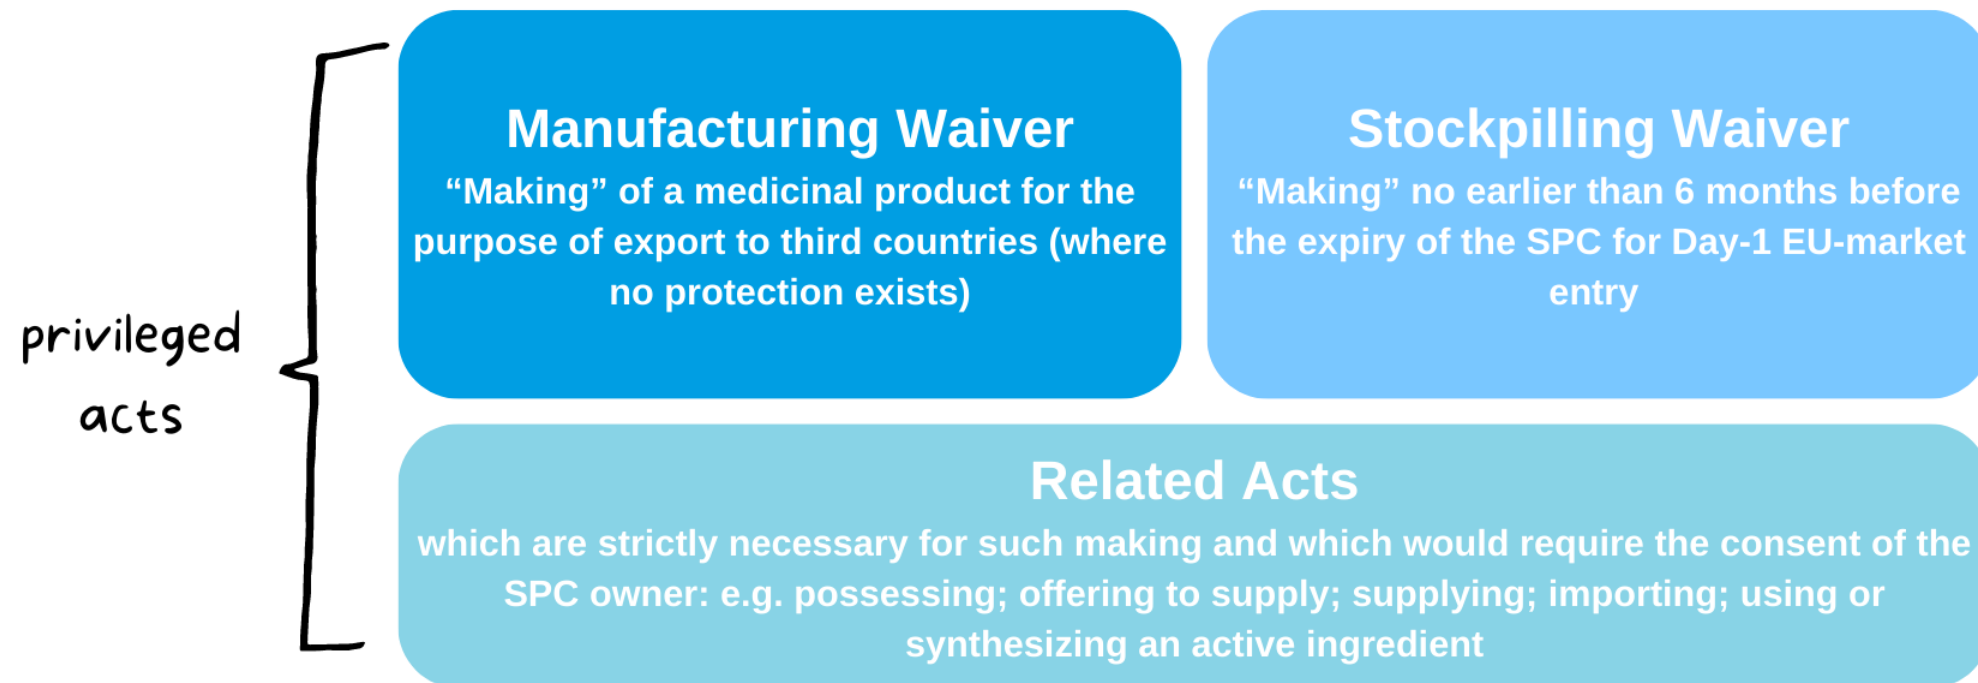 privileged
acts
Manufacturing Waiver
“Making” of a medicinal product for the
purpose of export to third countries (where
no protection exists)
Stockpilling Waiver
“Making” no earlier than 6 months before
the expiry of the SPC for Day-1 EU-market
entry
Related Acts
which are strictly necessary for such making and which would require the consent of the
SPC owner: e.g. possessing; offering to supply; supplying; importing; using or
synthesizing an active ingredient